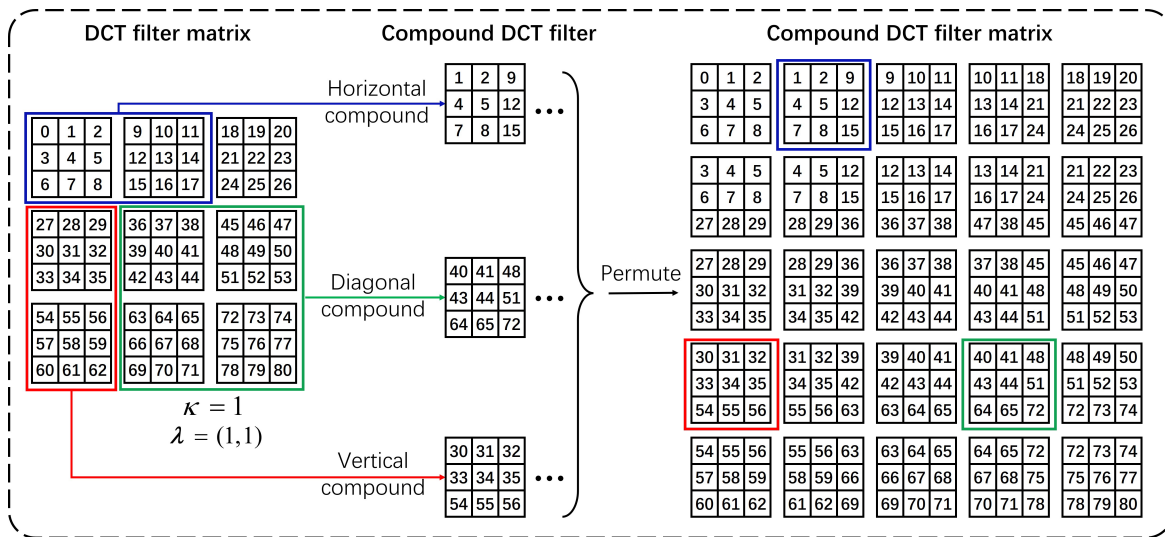 DCT filter matrix
0 1 2 9 10 11 18 19 20
3 4 5 12 13 14 21 22 23
6 7 8 15 16 17 24 25 26
27 28 29 36 37 38 45 46 47
30 31 32 39 40 41 48 49 50
33 34 35 42 43 44 51 52 53
54 55 56 63 64 65 72 73 74
57 58 59 66 67 68 75 76 77
60 61 62 69 70 71 78 79 80
κ = 1
λ = (1,1)
Compound DCT filter
Horizontal
compound
1 2 9
4 5 12
7 8 15
...
Diagonal
compound
40 41 48
43 44 51
64 65 72
...
Vertical
compound
30 31 32
33 34 35
54 55 56
...
Permute
Compound DCT filter matrix
0 1 2 1 2 9 9 10 11 10 11 18 18 19 20
3 4 5 4 5 12 12 13 14 13 14 21 21 22 23
6 7 8 7 8 15 15 16 17 16 17 24 24 25 26
3 4 5 4 5 12 12 13 14 13 14 21 21 22 23
6 7 8 7 8 15 15 16 17 16 17 24 24 25 26
27 28 29 28 29 36 36 37 38 47 38 45 45 46 47
27 28 29 28 29 36 36 37 38 37 38 45 45 46 47
30 31 32 31 32 39 39 40 41 40 41 48 48 49 50
33 34 35 34 35 42 42 43 44 43 44 51 51 52 53
30 31 32 31 32 39 39 40 41 40 41 48 48 49 50
33 34 35 34 35 42 42 43 44 43 44 51 51 52 53
54 55 56 55 56 63 63 64 65 64 65 72 72 73 74
54 55 56 55 56 63 63 64 65 64 65 72 72 73 74
57 58 59 58 59 66 66 67 68 67 68 75 75 76 77
60 61 62 61 62 69 69 70 71 70 71 78 78 79 80